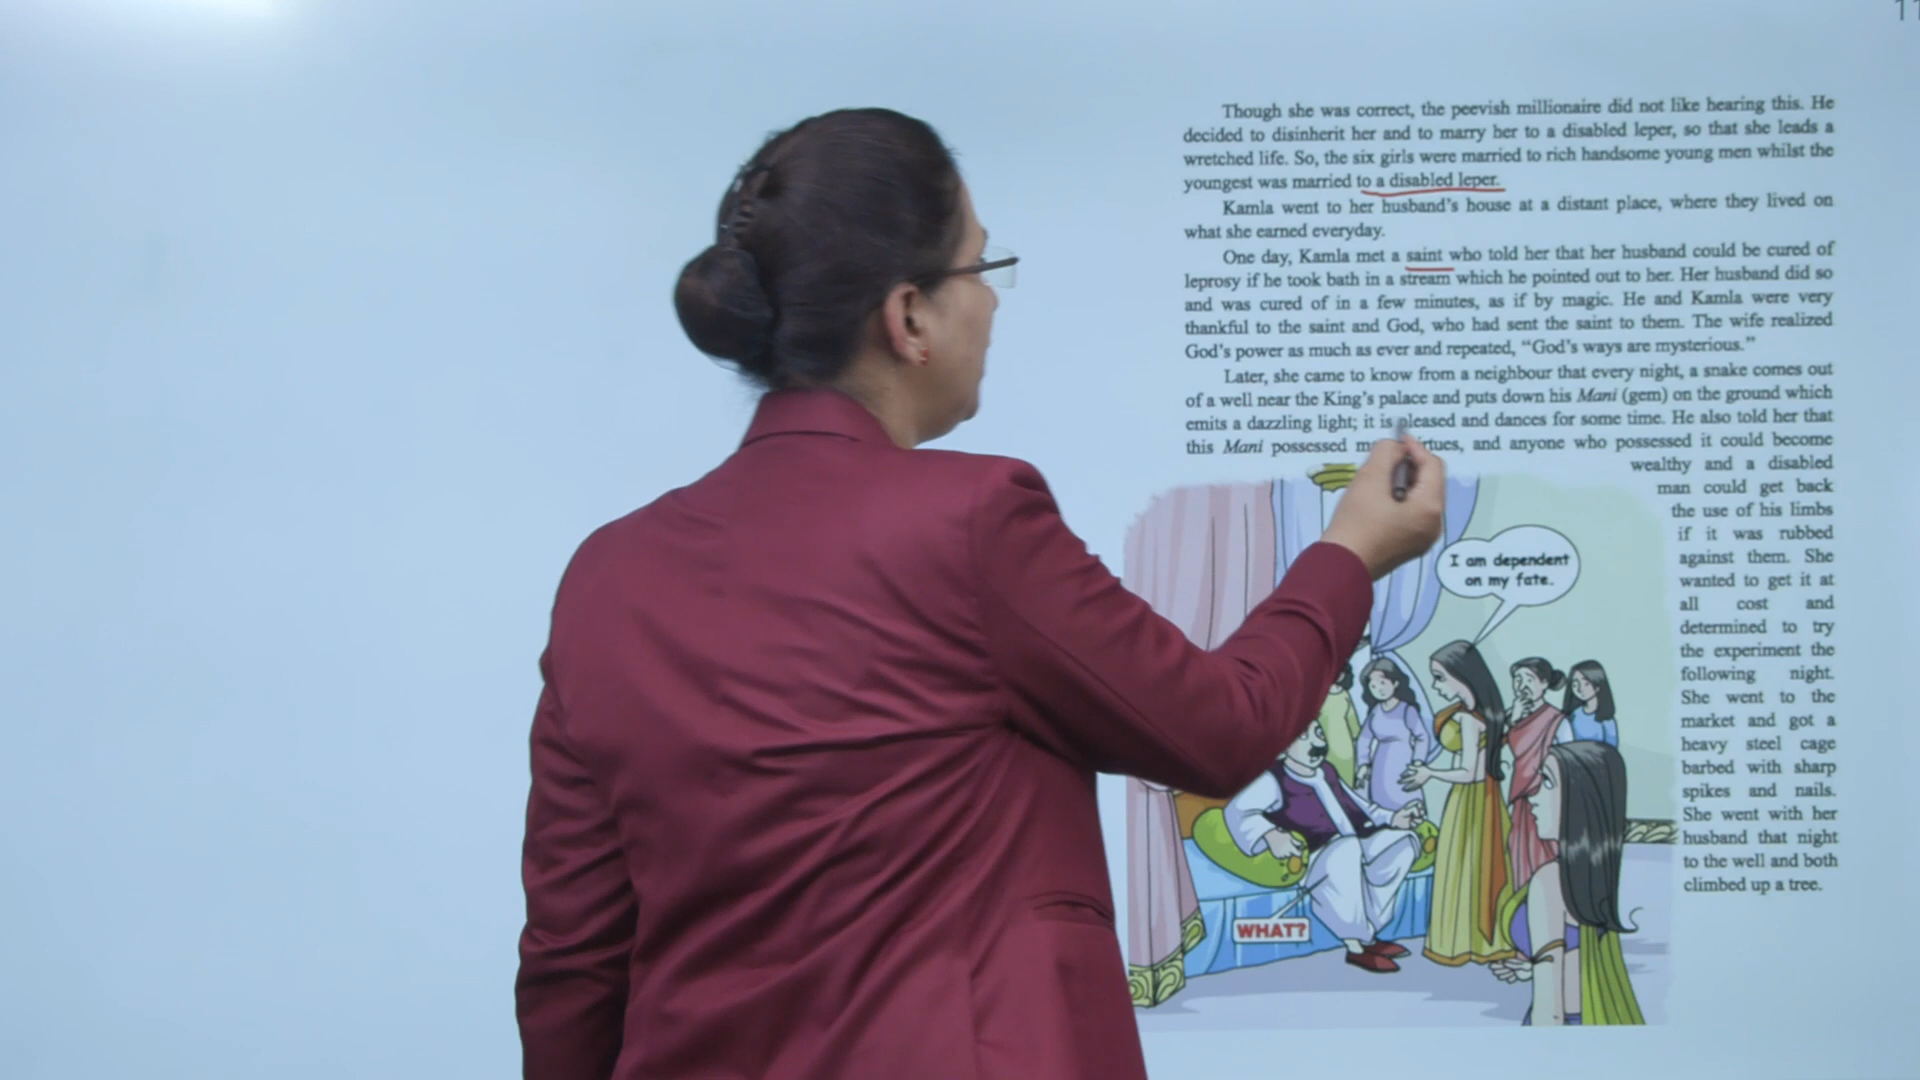 11
Though she was correct, the peevish millionaire did not like hearing this. He
decided to disinherit her and to marry her to a disabled leper, so that she leads a
wretched life. So, the six girls were married to rich handsome young men whilst the
youngest was married to a disabled leper.
Kamla went to her husband's house at a distant place, where they lived on
what she earned everyday.
One day, Kamla met a saint who told her that her husband could be cured of
leprosy if he took bath in a stream which he pointed out to her. Her husband did so
and was cured of in a few minutes, as if by magic. He and Kamla were very
thankful to the saint and God, who had sent the saint to them. The wife realized
God's power as much as ever and repeated, "God's ways are mysterious."
Later, she came to know from a neighbour that every night, a snake comes out
of a well near the King's palace and puts down his Mani (gem) on the ground which
emits a dazzling light; it is pleased and dances for some time. He also told her that
this Mani possessed and anyone who possessed it could become
wealthy and a disabled
man could get back
the use of his limbs
if it was rubbed
against them. She
wanted to get it at
all cost and
determined to try
the experiment the
following night.
She went to the
market and got a
heavy steel cage
barbed with sharp
spikes and nails.
She went with her
husband that night
to the well and both
climbed up a tree.
I am dependent
on my fate.
WHAT?